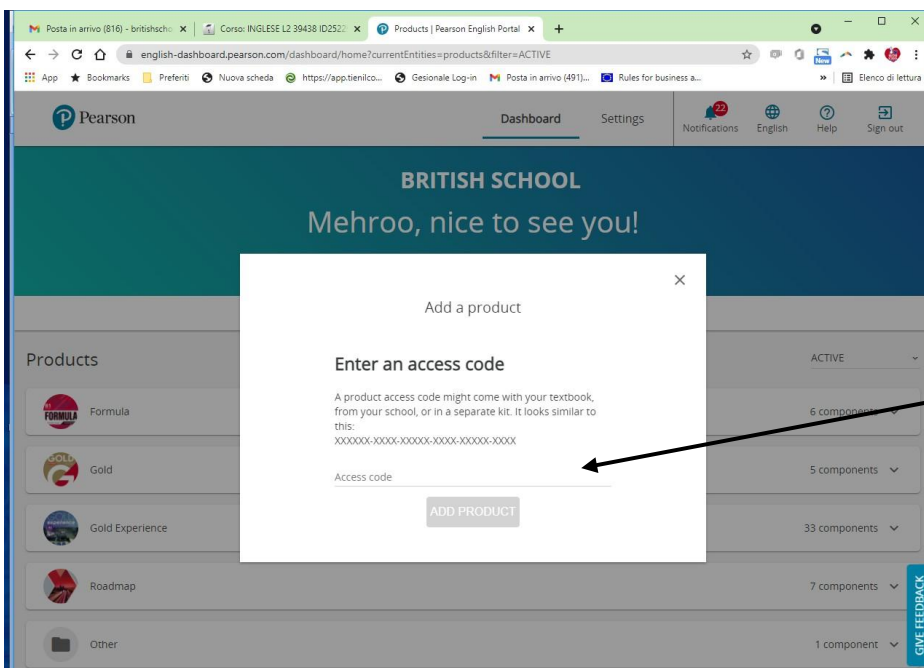 Posta in arrivo (816) - britishscho
Corso: INGLESE L2 39438 ID2522
Products | Pearson English Portal
english-dashboard.pearson.com/dashboard/home?currentEntities=products&filter=ACTIVE
New
App
Bookmarks
Preferiti
Nuova scheda
https://app.tienilco...
Gesionale Log-in
Posta in arrivo (491)...
Rules for business a...
»
Elenco di lettura
Pearson
Dashboard
Settings
22
Notifications
English
Help
Sign out
BRITISH SCHOOL
Mehroo, nice to see you!
Add a product
Enter an access code
A product access code might come with your textbook,
from your school, or in a separate kit. It looks similar to
this:
XXXXXX-XXXX-XXXXX-XXXX-XXXXX-XXXX
Access code
ADD PRODUCT
Products
ACTIVE
FORMULA
Formula
6 components
GOLD
Gold
5 components
experience
Gold Experience
33 components
Roadmap
7 components
Other
1 component
GIVE FEEDBACK